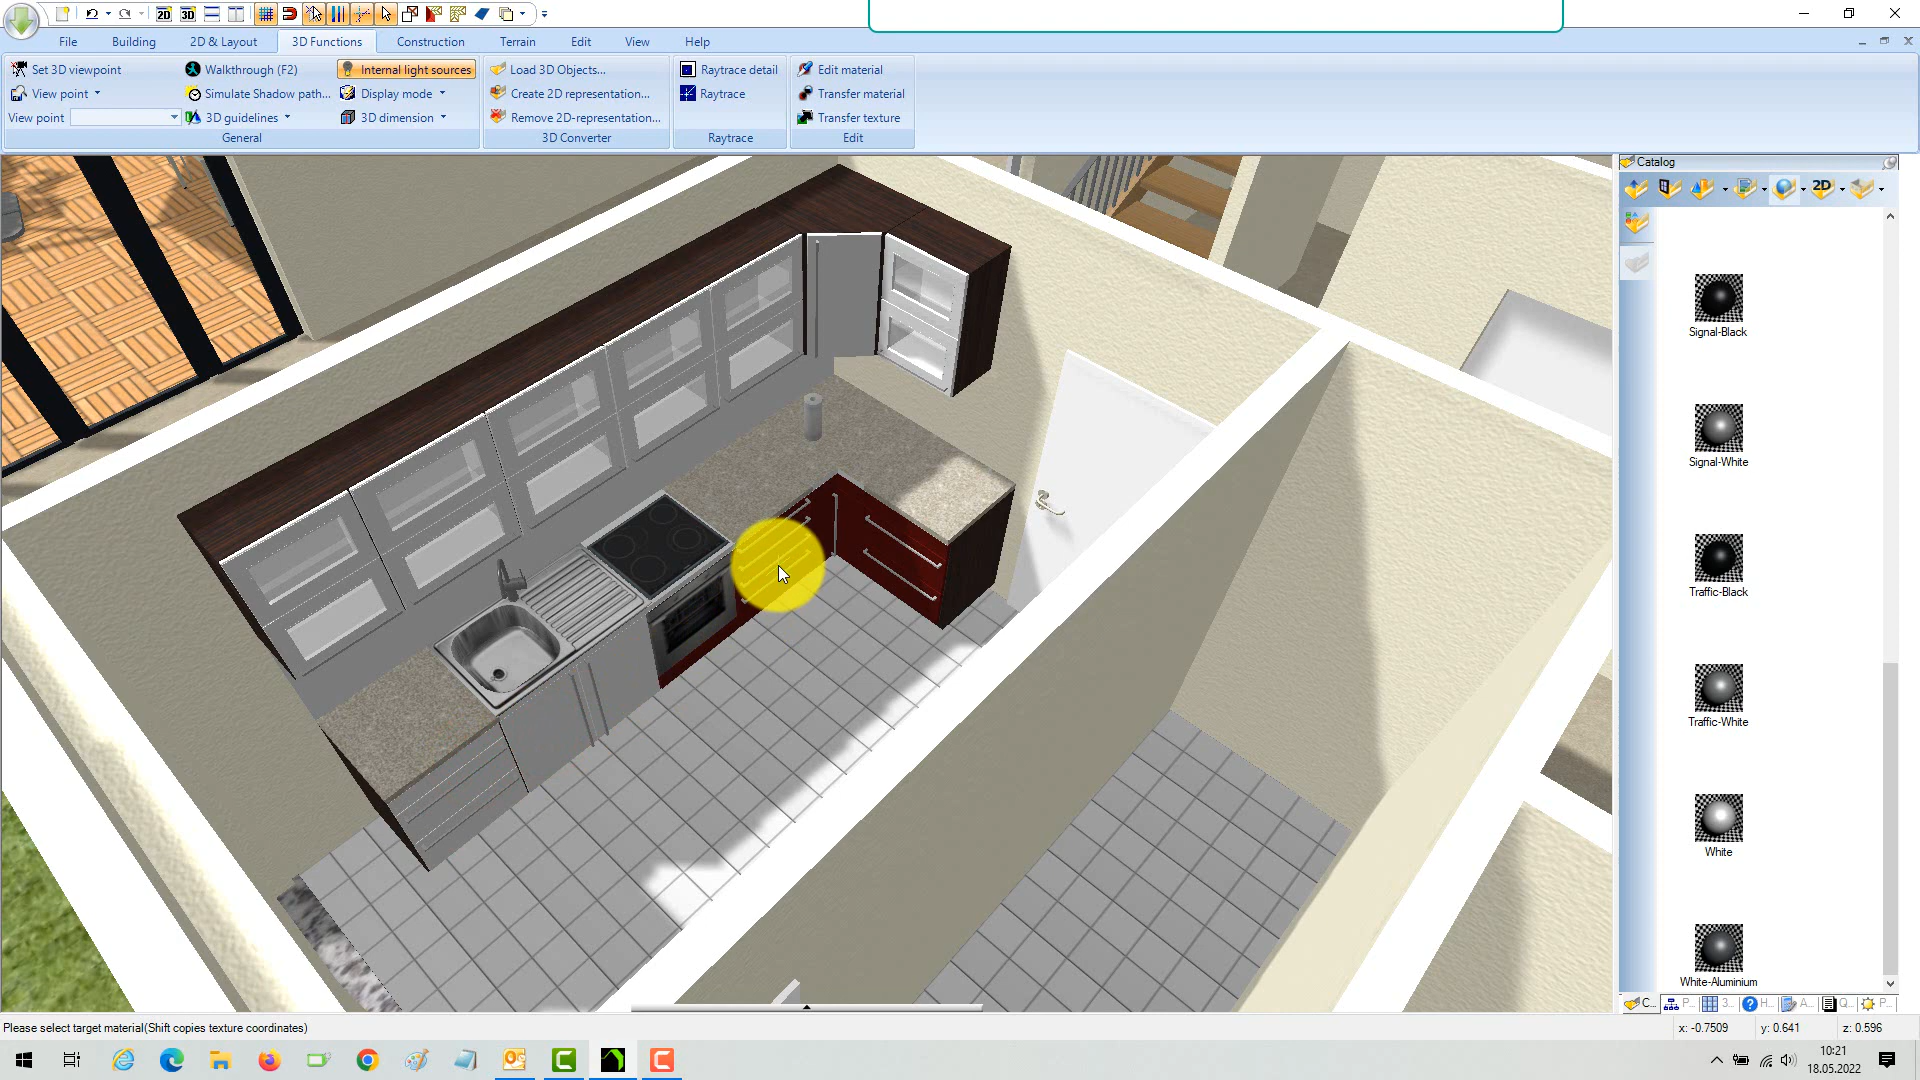 2D 3D
File Building 2D & Layout 3D Functions Construction Terrain Edit View Help
Set 3D viewpoint Walkthrough (F2) Internal light sources Load 3D Objects... Raytrace detail Edit material
View point Simulate Shadow path... Display mode Create 2D representation... Raytrace Transfer material
View point 3D guidelines 3D dimension Remove 2D-representation... Transfer texture
General 3D Converter Raytrace Edit
Catalog
2D
Signal-Black
Signal-White
Traffic-Black
Traffic-White
White
White-Aluminium
C... P... 3... H... A... Q... P...
Please select target material(Shift copies texture coordinates) x: -0.7509 y: 0.641 z: 0.596
10:21
18.05.2022